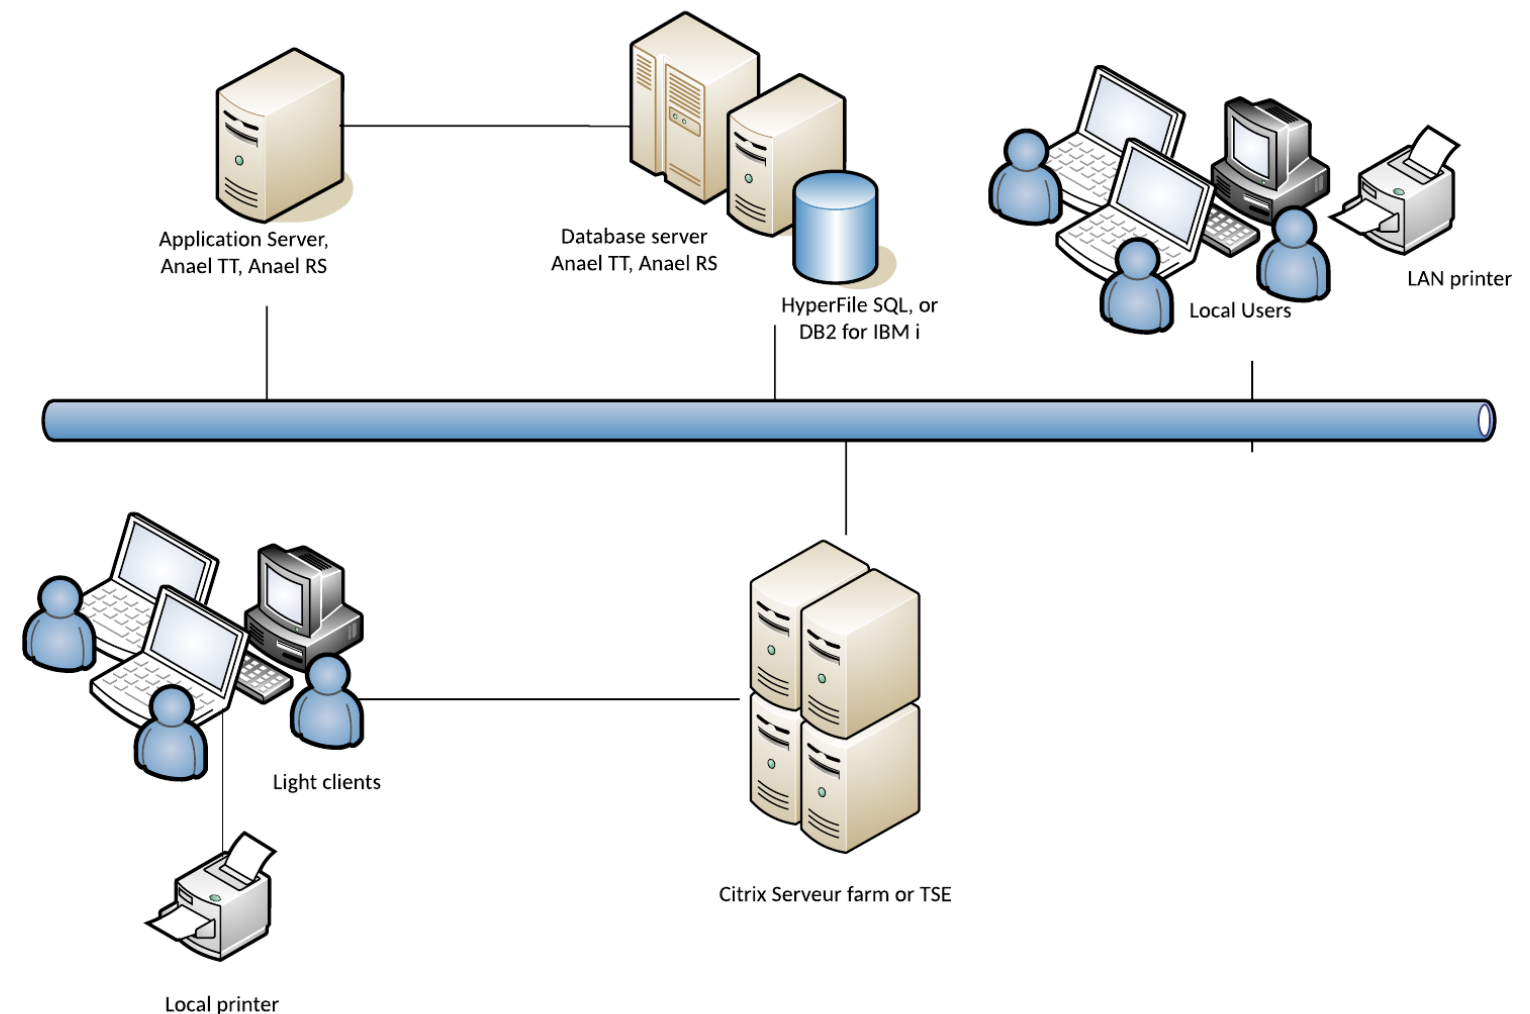 Application Server,
Anael TT, Anael RS
Database server
Anael TT, Anael RS
HyperFile SQL, or
DB2 for IBM i
LAN printer
Local Users
Light clients
Citrix Serveur farm or TSE
Local printer